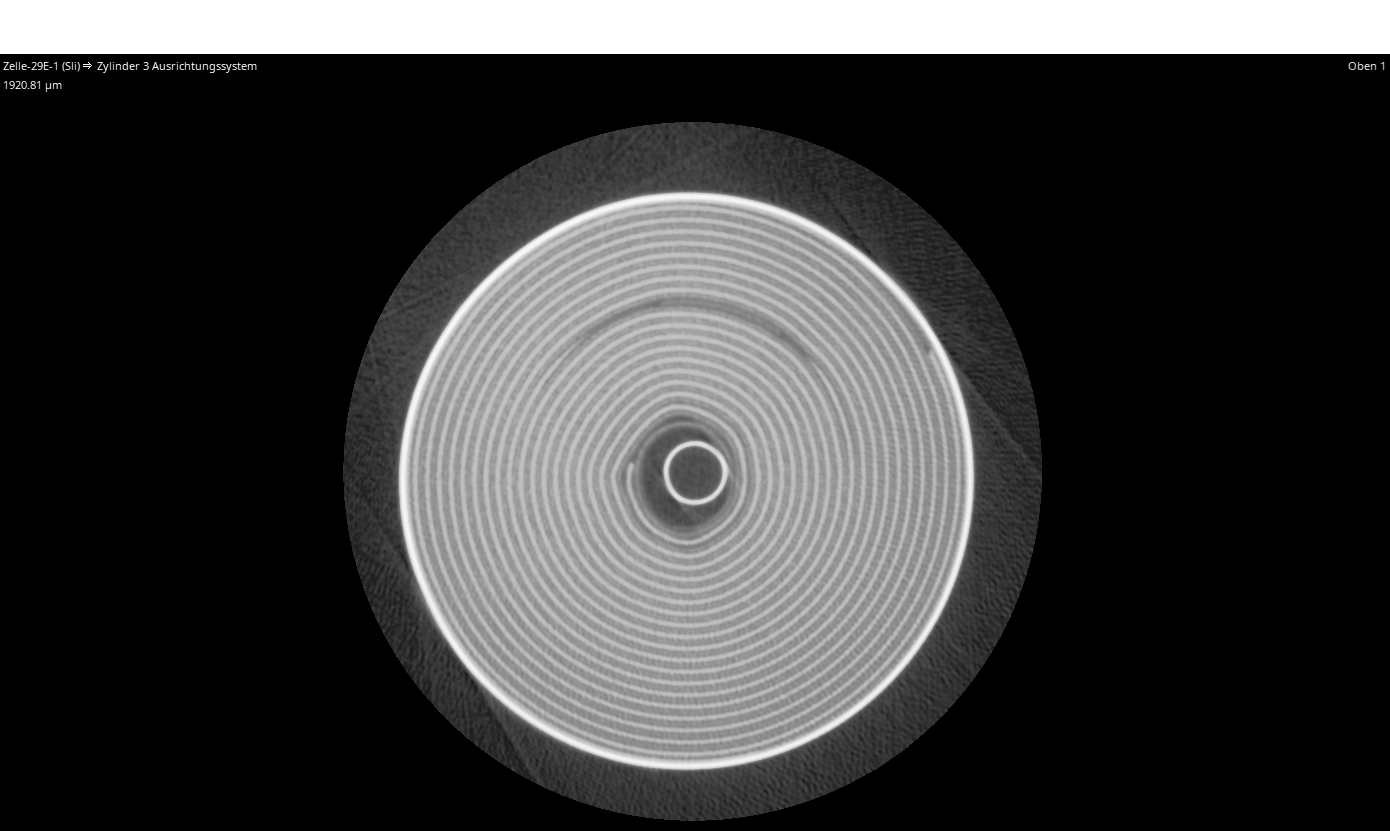 Zelle-29E-1 (Sli) ⇒ Zylinder 3 Ausrichtungssystem
Oben 1
1920.81 µm